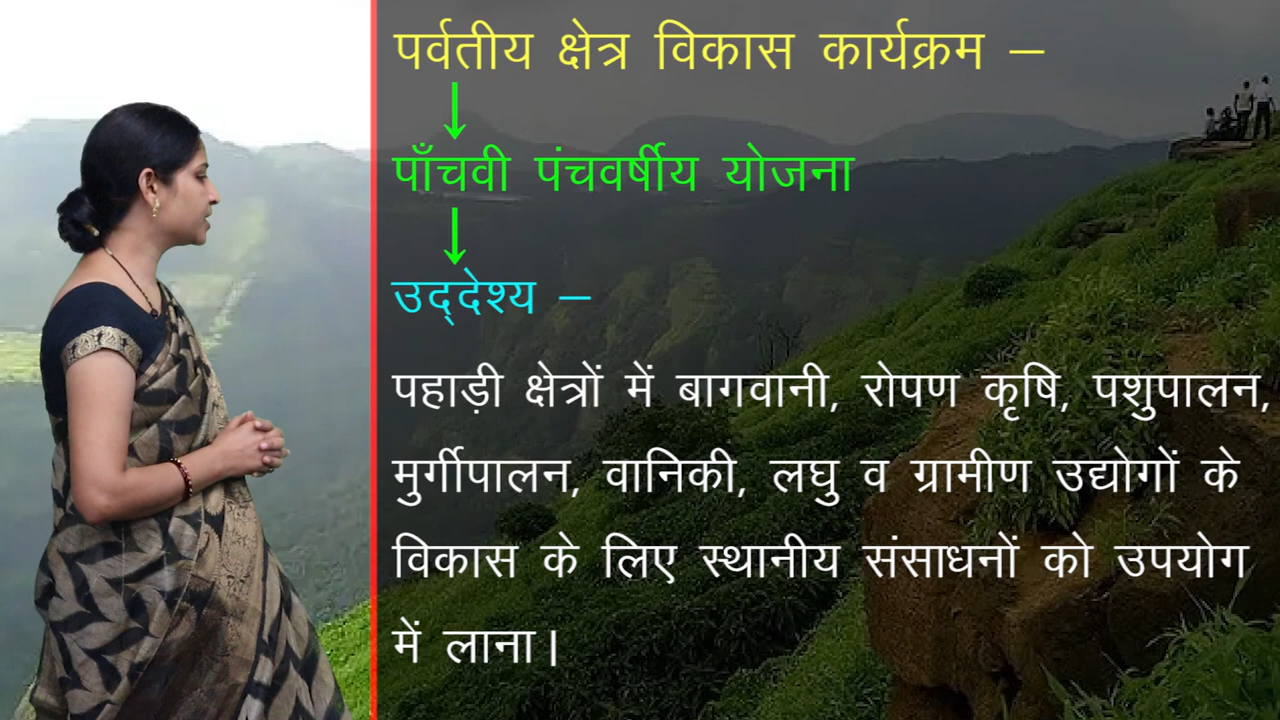 पर्वतीय क्षेत्र विकास कार्यक्रम –
पाँचवी पंचवर्षीय योजना
उद्‌देश्य –
पहाड़ी क्षेत्रों में बागवानी, रोपण कृषि, पशुपालन,
मुर्गीपालन, वानिकी, लघु व ग्रामीण उद्योगों के
विकास के लिए स्थानीय संसाधनों को उपयोग
में लाना।